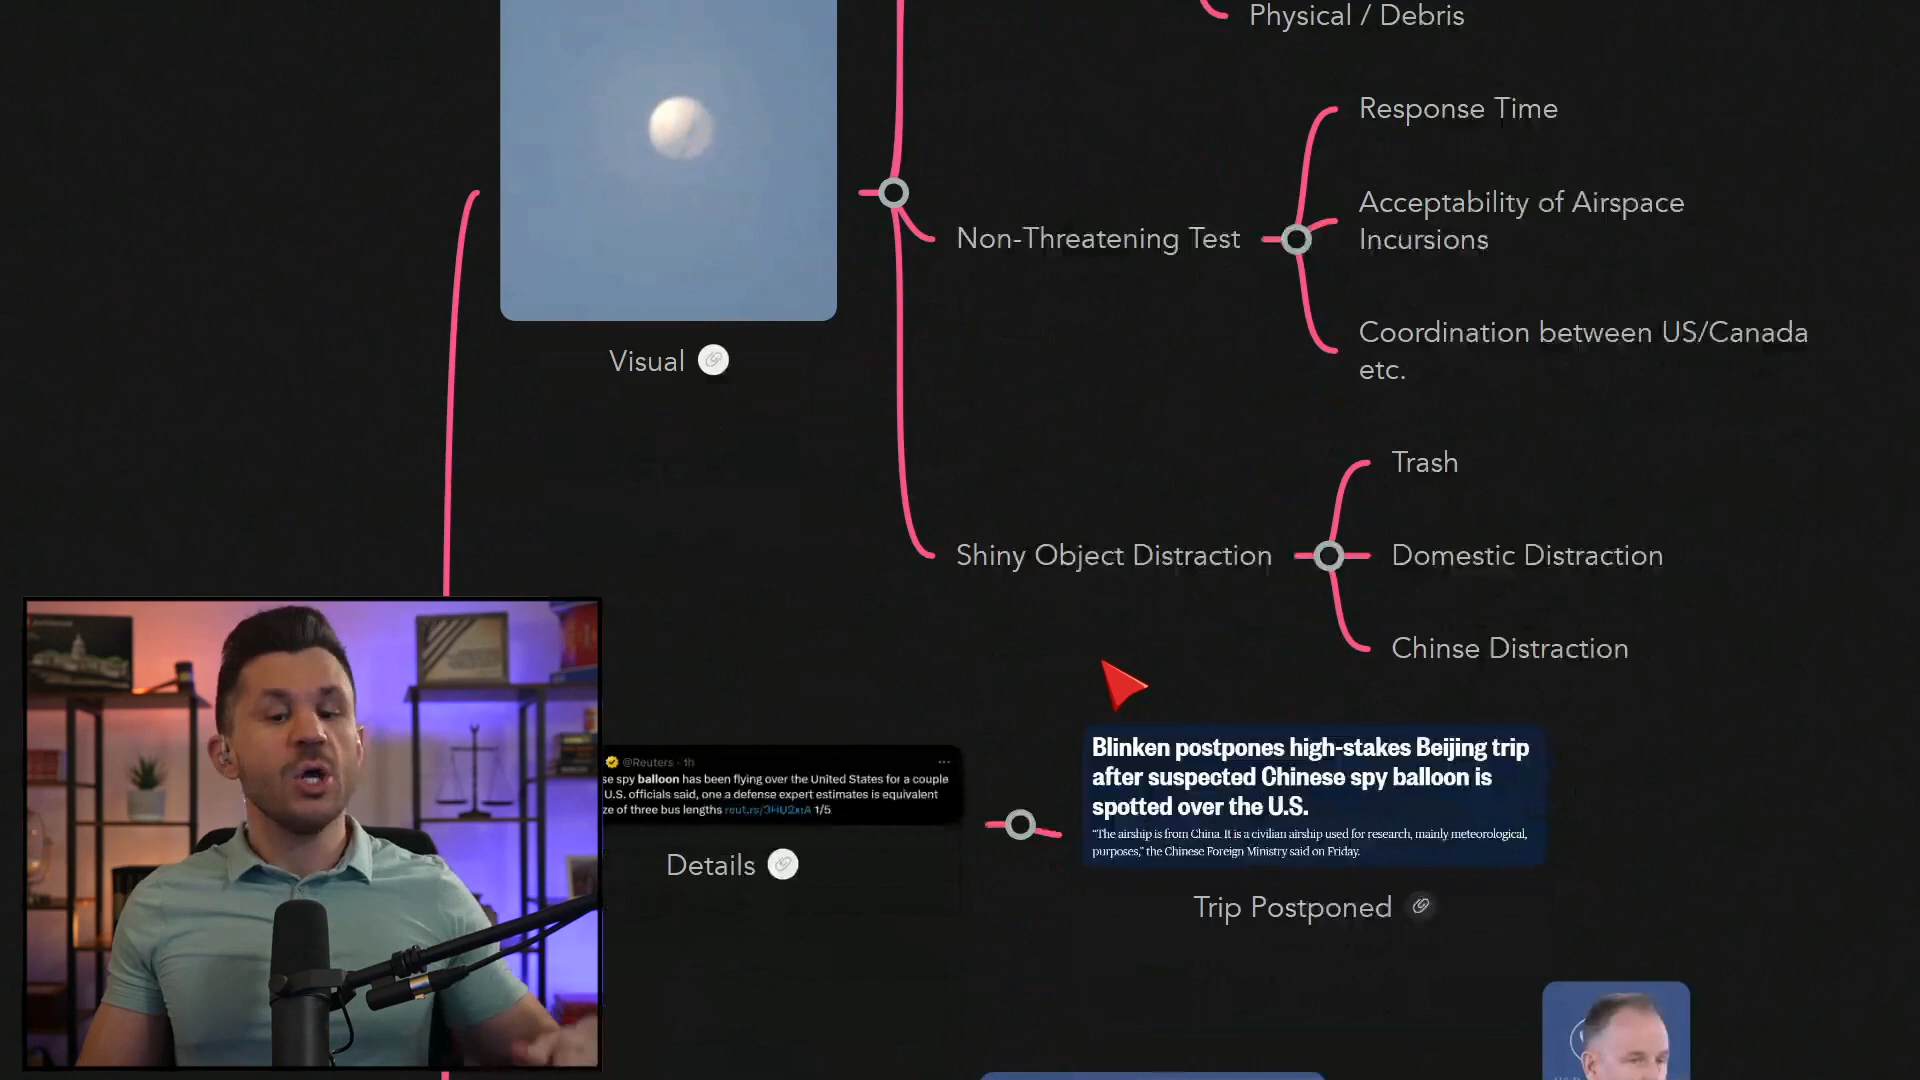 Physical / Debris
Response Time
Acceptability of Airspace
Incursions
Non-Threatening Test
Coordination between US/Canada
etc.
Visual
Trash
Shiny Object Distraction
Domestic Distraction
Chinse Distraction
@Reuters · 1h
se spy balloon has been flying over the United States for a couple
U.S. officials said, one a defense expert estimates is equivalent
ze of three bus lengths reut.rs/3HU2xtA 1/5
Details
Blinken postpones high-stakes Beijing trip
after suspected Chinese spy balloon is
spotted over the U.S.
“The airship is from China. It is a civilian airship used for research, mainly meteorological,
purposes,” the Chinese Foreign Ministry said on Friday.
Trip Postponed